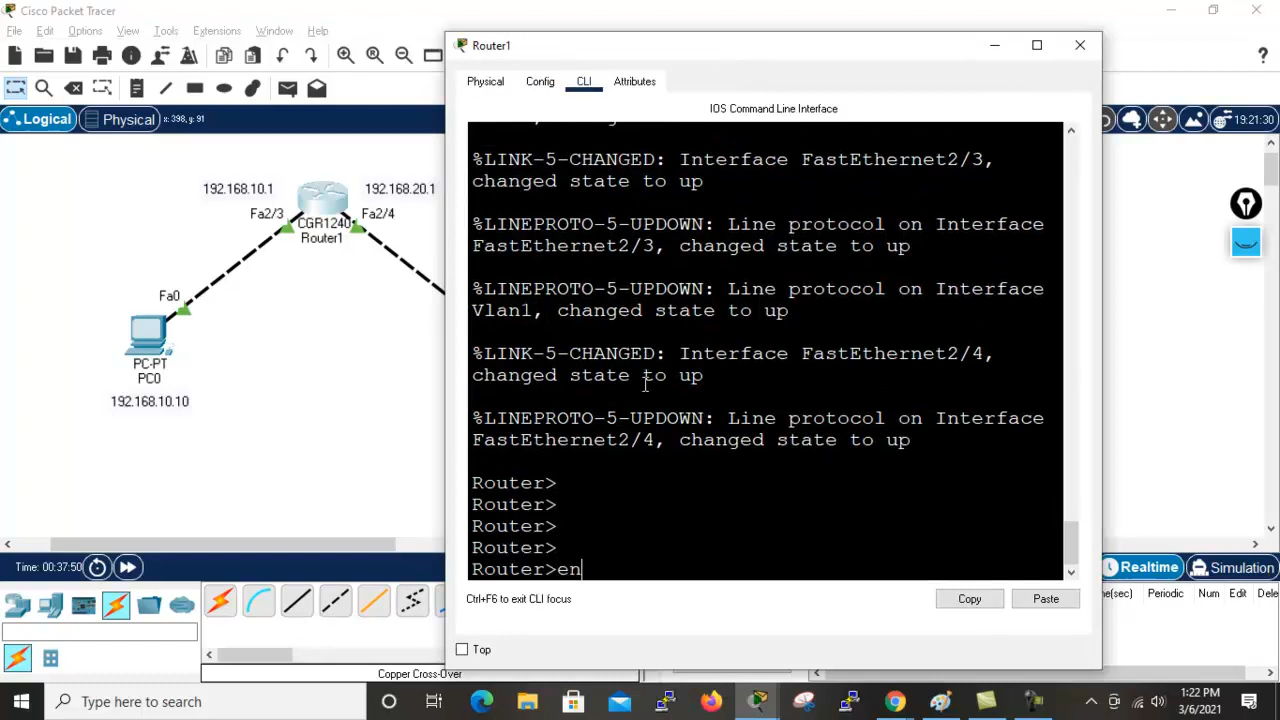 Cisco Packet Tracer
File Edit Options View Tools Extensions Window Help
Logical Physical x: 398, y: 91
19:21:30
192.168.10.1 192.168.20.1
Fa2/3 Fa2/4
CGR1240
Router1
Fa0
PC-PT
PC0
192.168.10.10
Router1
Physical Config CLI Attributes
IOS Command Line Interface
%LINK-5-CHANGED: Interface FastEthernet2/3,
changed state to up
%LINEPROTO-5-UPDOWN: Line protocol on Interface
FastEthernet2/3, changed state to up
%LINEPROTO-5-UPDOWN: Line protocol on Interface
Vlan1, changed state to up
%LINK-5-CHANGED: Interface FastEthernet2/4,
changed state to up
%LINEPROTO-5-UPDOWN: Line protocol on Interface
FastEthernet2/4, changed state to up
Router>
Router>
Router>
Router>
Router>en
Ctrl+F6 to exit CLI focus
Copy Paste
Top
Time: 00:37:50
Realtime Simulation
(sec) Periodic Num Edit Dele
Copper Cross-Over
Type here to search
1:22 PM
3/6/2021